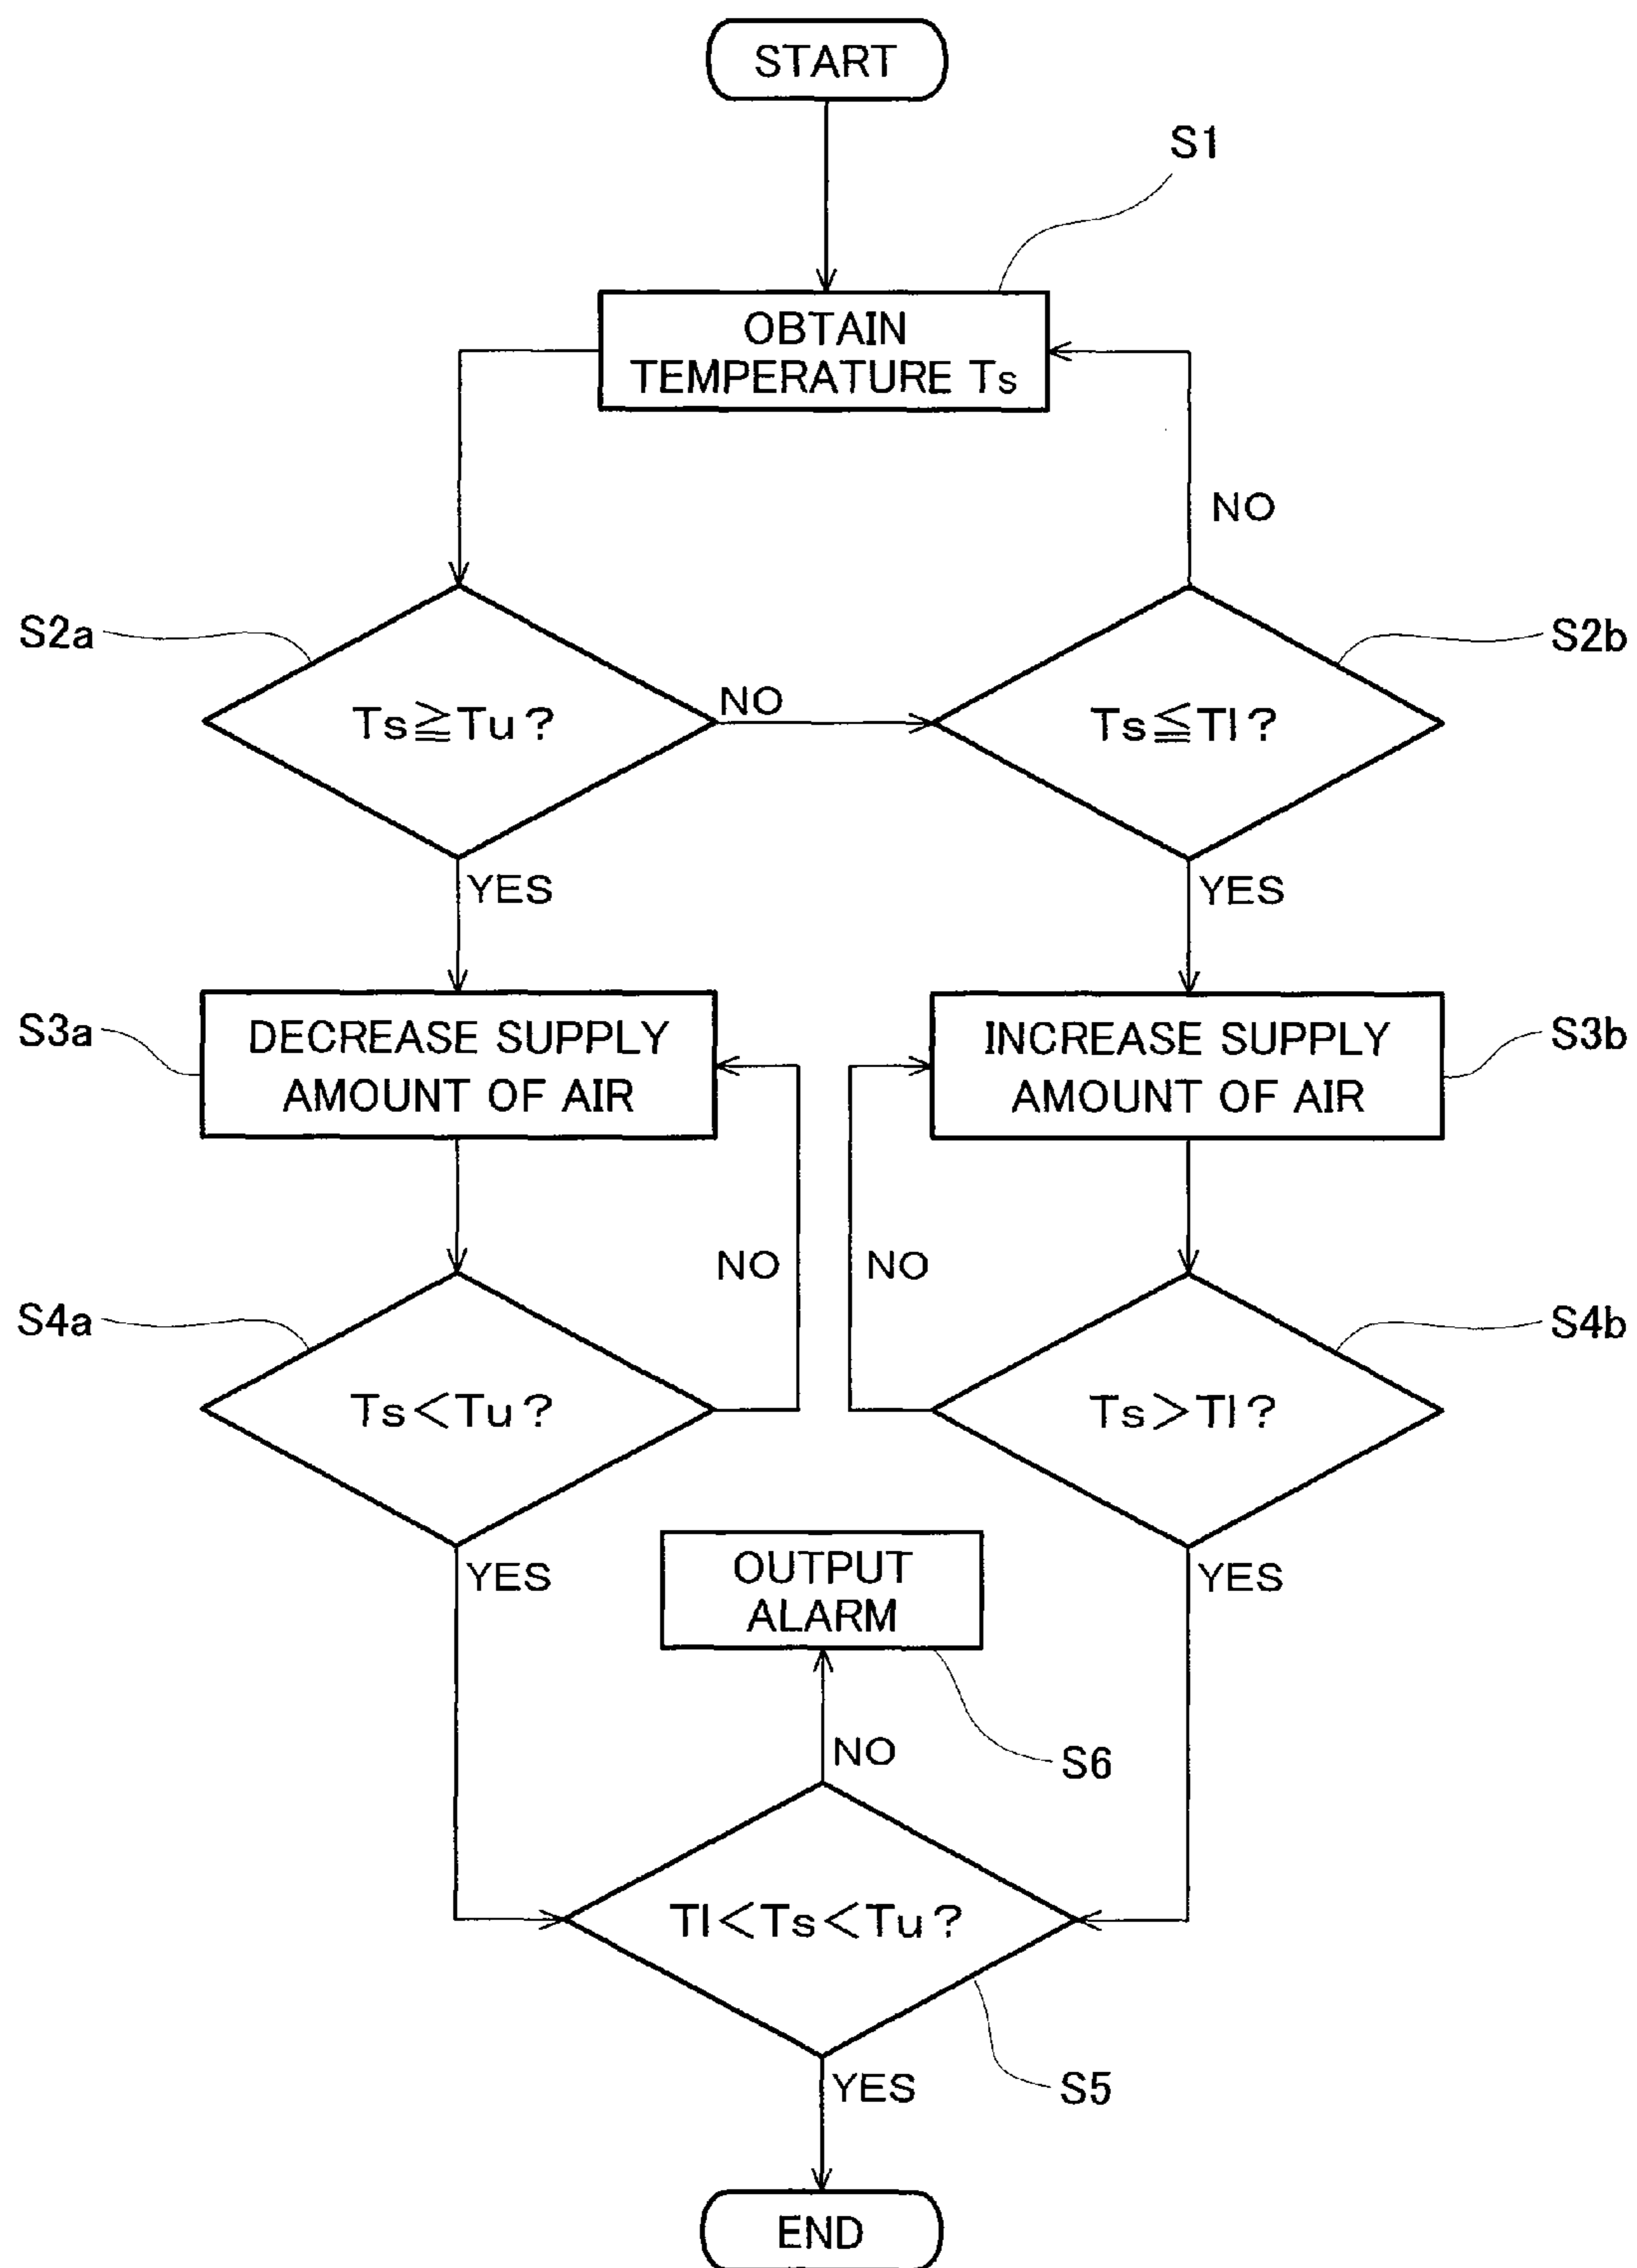 START
S1
OBTAIN
TEMPERATURE Ts
NO
S2a
S2b
Ts≧Tu?
NO
Ts≦Tl?
YES
YES
S3a
DECREASE SUPPLY
AMOUNT OF AIR
INCREASE SUPPLY
AMOUNT OF AIR
S3b
NO
NO
S4a
S4b
Ts<Tu?
Ts>Tl?
YES
OUTPUT
ALARM
YES
NO
S6
Tl<Ts<Tu?
YES
S5
END